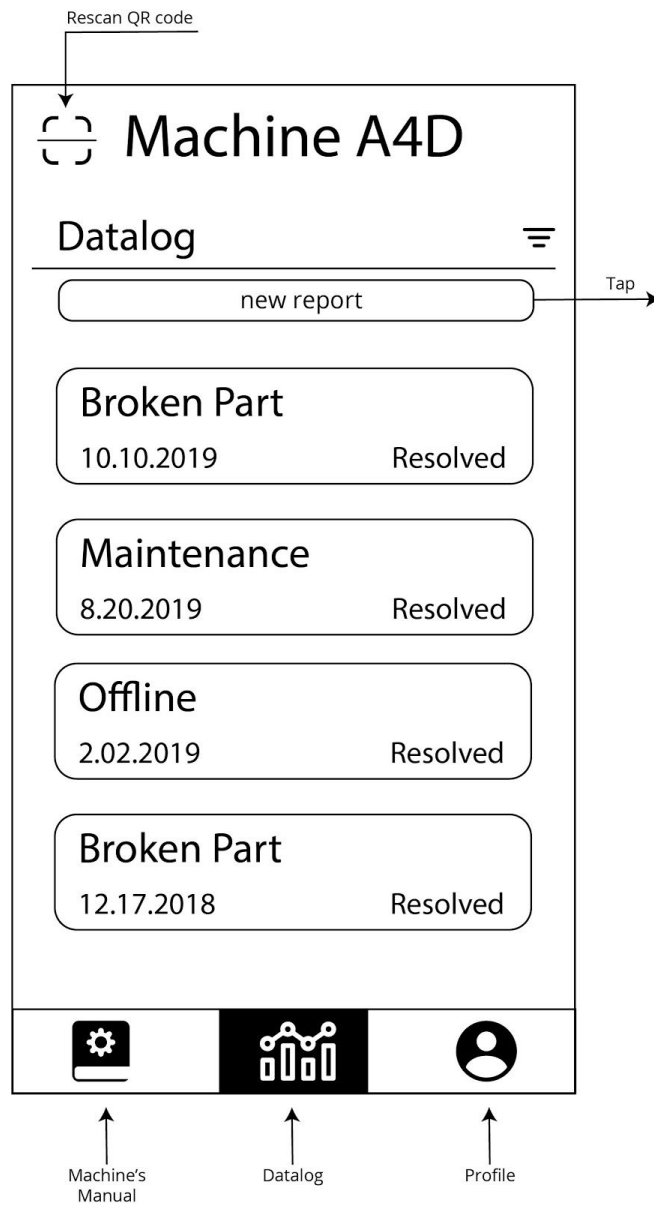 Rescan QR code
Machine A4D
Datalog
new report
Tap
Broken Part
10.10.2019 Resolved
Maintenance
8.20.2019 Resolved
Offline
2.02.2019 Resolved
Broken Part
12.17.2018 Resolved
Machine’s
Manual
Datalog
Profile